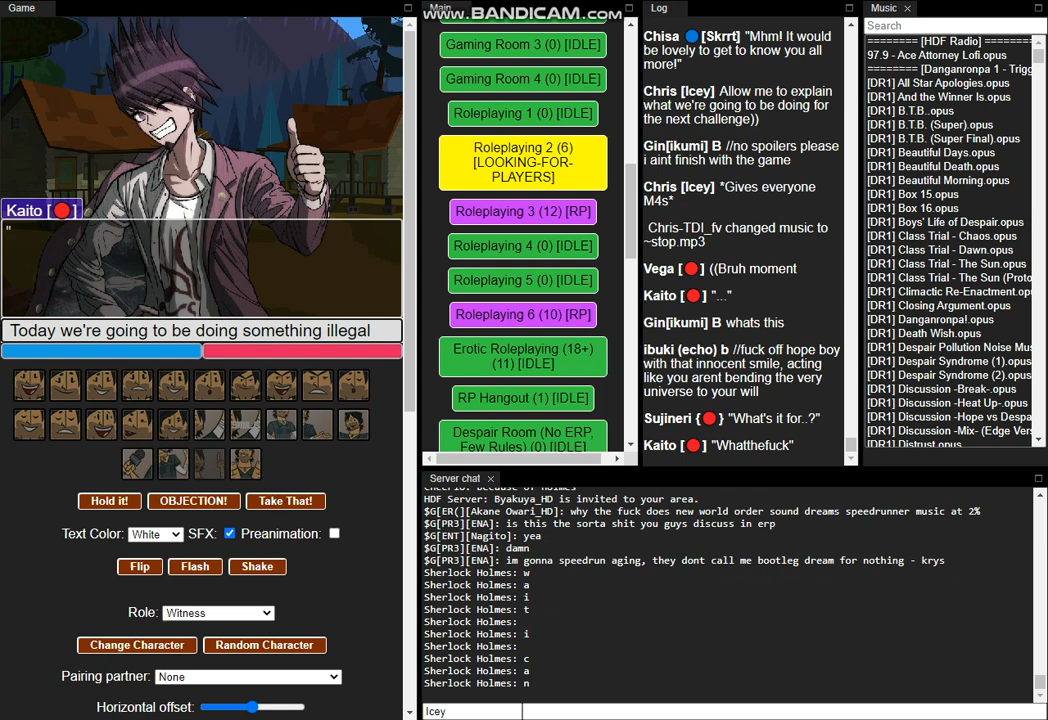 Game
Kaito [🔴]
"
Today we're going to be doing something illegal
Hold it!
OBJECTION!
Take That!
Text Color: White SFX: Preanimation:
Flip
Flash
Shake
Role: Witness
Change Character
Random Character
Pairing partner: None
Horizontal offset:
Main
WWW.BANDICAM.COM
Gaming Room 3 (0) [IDLE]
Gaming Room 4 (0) [IDLE]
Roleplaying 1 (0) [IDLE]
Roleplaying 2 (6)
[LOOKING-FOR-
PLAYERS]
Roleplaying 3 (12) [RP]
Roleplaying 4 (0) [IDLE]
Roleplaying 5 (0) [IDLE]
Roleplaying 6 (10) [RP]
Erotic Roleplaying (18+)
(11) [IDLE]
RP Hangout (1) [IDLE]
Despair Room (No ERP,
Few Rules) (0) [IDLE]
Log
Chisa 🔵 [Skrrt] "Mhm! It would
be lovely to get to know you all
more!"
Chris [Icey] Allow me to explain
what we're going to be doing for
the next challenge))
Gin[ikumi] B //no spoilers please
i aint finish with the game
Chris [Icey] *Gives everyone
M4s*
Chris-TDI_fv changed music to
~stop.mp3
Vega [🔴] ((Bruh moment
Kaito [🔴] "..."
Gin[ikumi] B whats this
ibuki (echo) b //fuck off hope boy
with that innocent smile, acting
like you arent bending the very
universe to your will
Sujineri {🔴} "What's it for..?"
Kaito [🔴] "Whatthefuck"
Music
Search
======== [HDF Radio] ========
97.9 - Ace Attorney Lofi.opus
======== [Danganronpa 1 - Trigg
[DR1] All Star Apologies.opus
[DR1] And the Winner Is.opus
[DR1] B.T.B..opus
[DR1] B.T.B. (Super).opus
[DR1] B.T.B. (Super Final).opus
[DR1] Beautiful Days.opus
[DR1] Beautiful Death.opus
[DR1] Beautiful Morning.opus
[DR1] Box 15.opus
[DR1] Box 16.opus
[DR1] Boys' Life of Despair.opus
[DR1] Class Trial - Chaos.opus
[DR1] Class Trial - Dawn.opus
[DR1] Class Trial - The Sun.opus
[DR1] Class Trial - The Sun (Proto
[DR1] Climactic Re-Enactment.op
[DR1] Closing Argument.opus
[DR1] Danganronpa!.opus
[DR1] Death Wish.opus
[DR1] Despair Pollution Noise Mus
[DR1] Despair Syndrome (1).opus
[DR1] Despair Syndrome (2).opus
[DR1] Discussion -Break-.opus
[DR1] Discussion -Heat Up-.opus
[DR1] Discussion -Hope vs Despa
[DR1] Discussion -Mix- (Edge Vers
[DR1] Distrust.opus
Server chat
Cheerio: because of Holmes
HDF Server: Byakuya_HD is invited to your area.
$G[ER(][Akane Owari_HD]: why the fuck does new world order sound dreams speedrunner music at 2%
$G[PR3][ENA]: is this the sorta shit you guys discuss in erp
$G[ENT][Nagito]: yea
$G[PR3][ENA]: damn
$G[PR3][ENA]: im gonna speedrun aging, they dont call me bootleg dream for nothing - krys
Sherlock Holmes: w
Sherlock Holmes: a
Sherlock Holmes: i
Sherlock Holmes: t
Sherlock Holmes:
Sherlock Holmes: i
Sherlock Holmes:
Sherlock Holmes: c
Sherlock Holmes: a
Sherlock Holmes: n
Icey